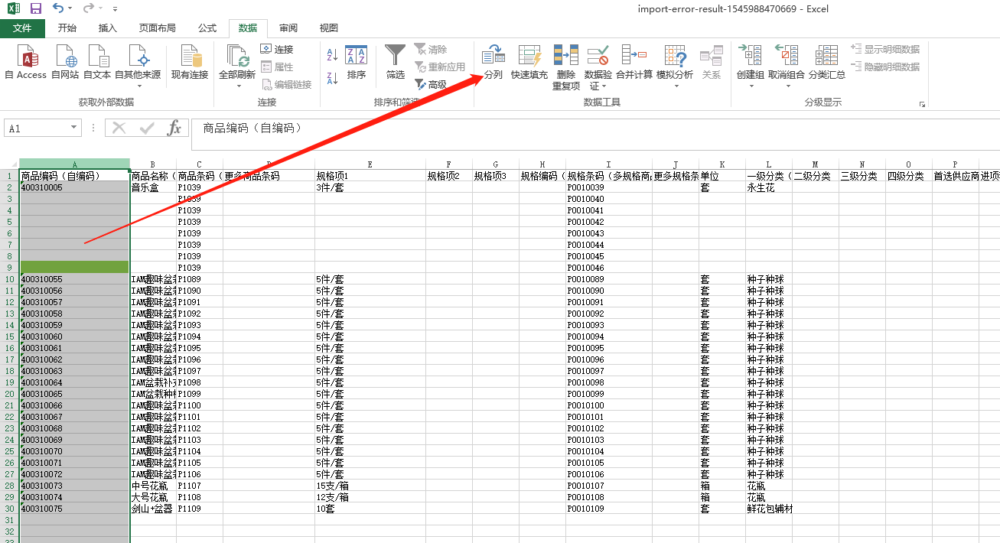 import-error-result-1545988470669 - Excel
文件 开始 插入 页面布局 公式 数据 审阅 视图
自 Access 自网站 自文本 自其他来源 现有连接 全部刷新
连接
属性
编辑链接
排序 筛选
清除
重新应用
高级
分列 快速填充 删除重复项 数据验证 合并计算 模拟分析 关系
创建组 取消组合 分类汇总
显示明细数据
隐藏明细数据
获取外部数据 连接 排序和筛选 数据工具 分级显示
A1 fx 商品编码（自编码）
A B C D E F G H I J K L M N O P
1 商品编码（自编码） 商品名称（ 商品条码（ 更多商品条码 规格项1 规格项2 规格项3 规格编码（ 规格条码（多规格商品 更多规格条 单位 一级分类（ 二级分类 三级分类 四级分类 首选供应商 进项
2 400310005 音乐盒 P1039 3件/套 P0010039 套 永生花
3 P1039 P0010040
4 P1039 P0010041
5 P1039 P0010042
6 P1039 P0010043
7 P1039 P0010044
8 P1039 P0010045
9 P1039 P0010046
10 400310055 IAM趣味盆栽 P1089 5件/套 P0010089 套 种子种球
11 400310056 IAM趣味盆栽 P1090 5件/套 P0010090 套 种子种球
12 400310057 IAM趣味盆栽 P1091 5件/套 P0010091 套 种子种球
13 400310058 IAM趣味盆栽 P1092 5件/套 P0010092 套 种子种球
14 400310059 IAM趣味盆栽 P1093 5件/套 P0010093 套 种子种球
15 400310060 IAM趣味盆栽 P1094 5件/套 P0010094 套 种子种球
16 400310061 IAM趣味盆栽 P1095 5件/套 P0010095 套 种子种球
17 400310062 IAM趣味盆栽 P1096 5件/套 P0010096 套 种子种球
18 400310063 IAM趣味盆栽 P1097 5件/套 P0010097 套 种子种球
19 400310064 IAM盆栽补充 P1098 5件/套 P0010098 套 种子种球
20 400310065 IAM盆栽种植 P1099 5件/套 P0010099 套 种子种球
21 400310066 IAM趣味盆栽 P1100 5件/套 P0010100 套 种子种球
22 400310067 IAM趣味盆栽 P1101 5件/套 P0010101 套 种子种球
23 400310068 IAM趣味盆栽 P1102 5件/套 P0010102 套 种子种球
24 400310069 IAM趣味盆栽 P1103 5件/套 P0010103 套 种子种球
25 400310070 IAM趣味盆栽 P1104 5件/套 P0010104 套 种子种球
26 400310071 IAM趣味盆栽 P1105 5件/套 P0010105 套 种子种球
27 400310072 IAM趣味盆栽 P1106 5件/套 P0010106 套 种子种球
28 400310073 中号花瓶 P1107 15支/箱 P0010107 箱 花瓶
29 400310074 大号花瓶 P1108 12支/箱 P0010108 箱 花瓶
30 400310075 剑山+盆器 P1109 10套 P0010109 套 鲜花包辅材
31
32